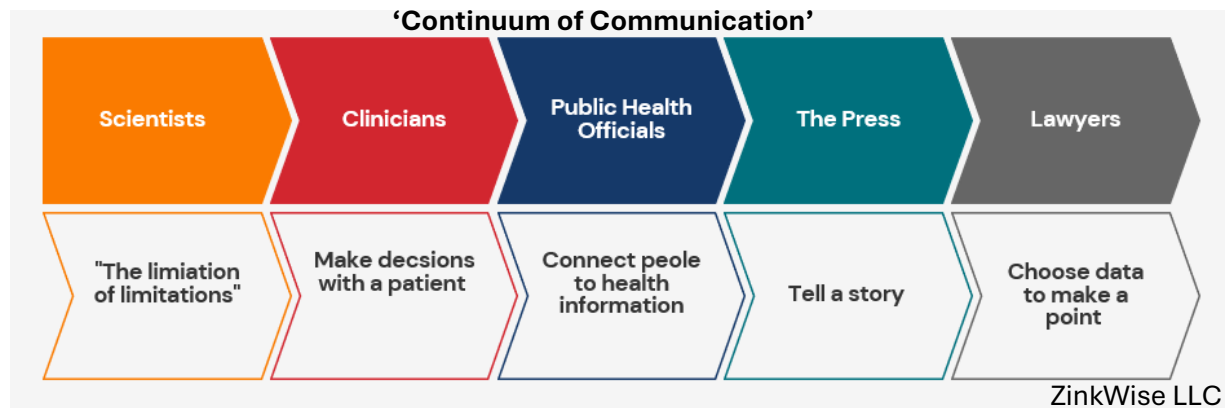 ‘Continuum of Communication’
Scientists
Clinicians
Public Health
Officials
The Press
Lawyers
"The limiation
of limitations"
Make decsions
with a patient
Connect peole
to health
information
Tell a story
Choose data
to make a
point
ZinkWise LLC